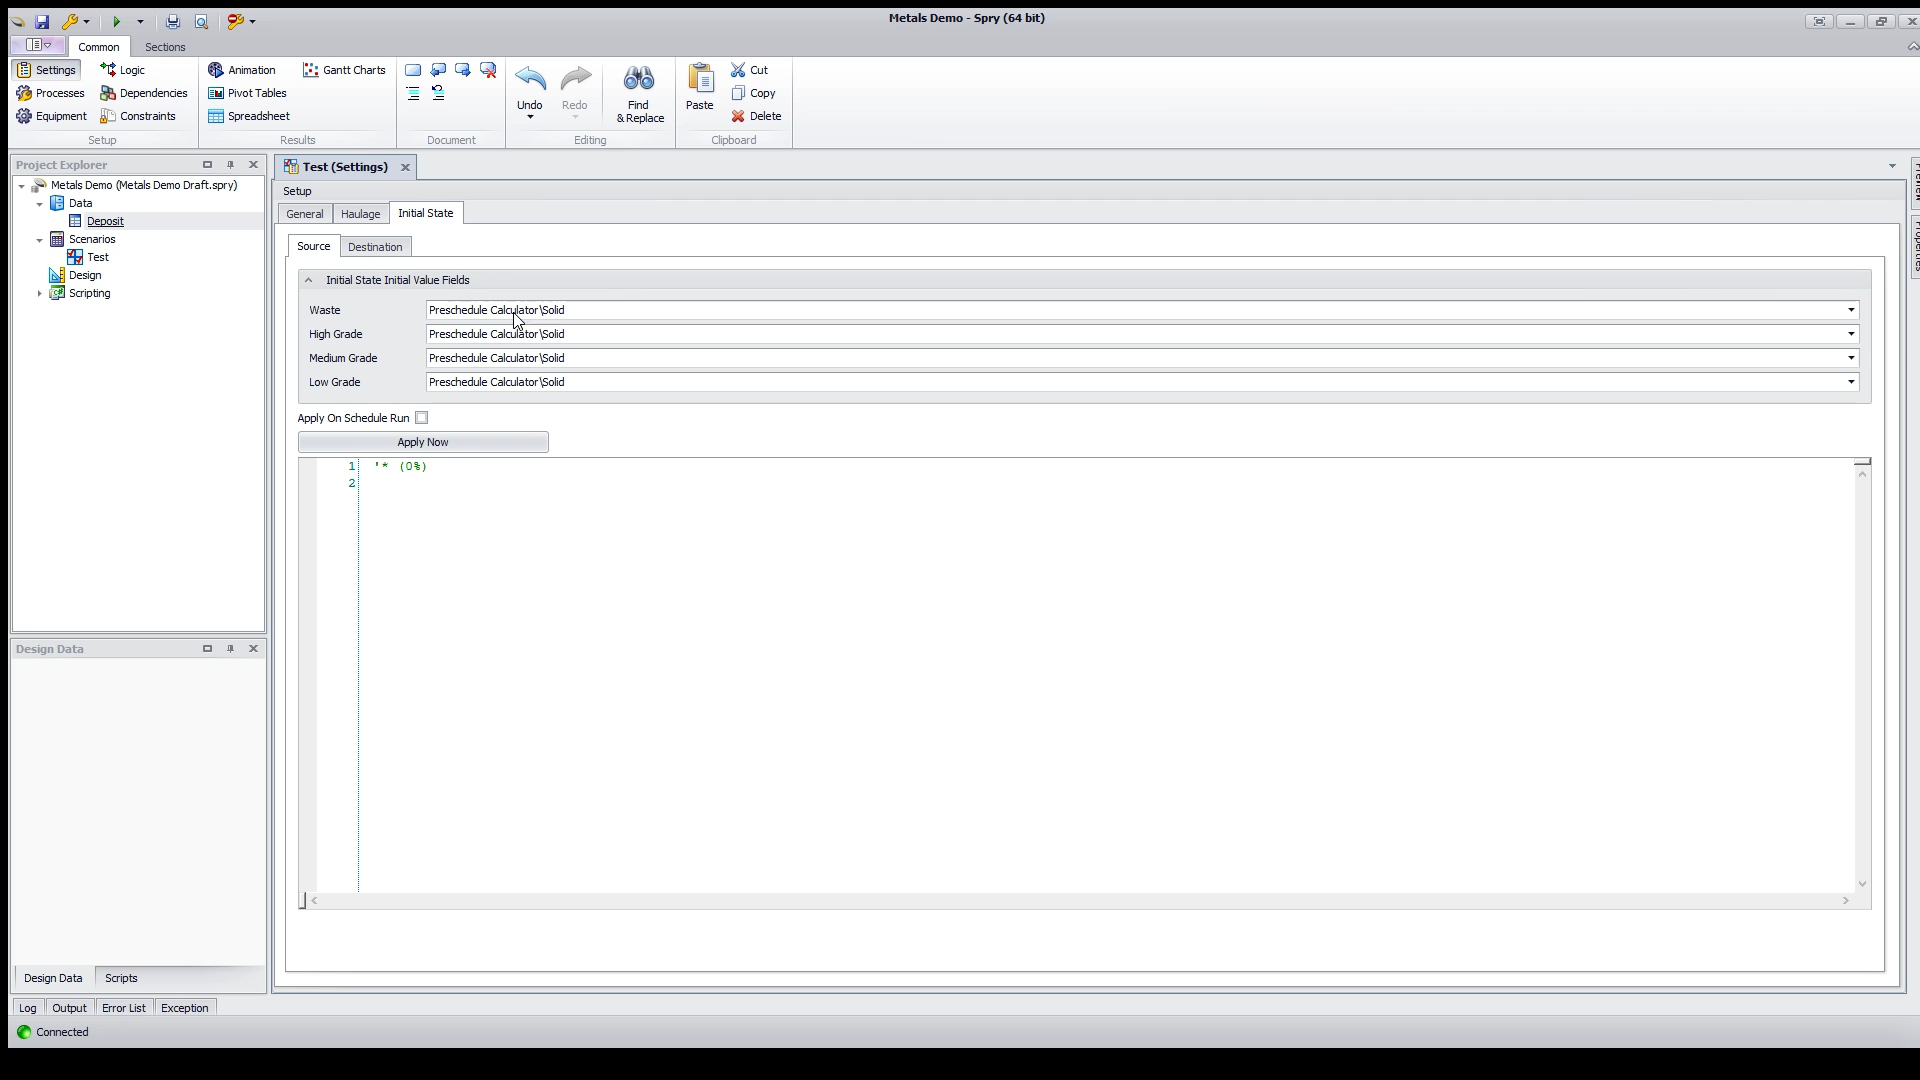 Metals Demo - Spry (64 bit)
Common Sections
Settings Logic Animation Gantt Charts
Processes Dependencies Pivot Tables
Equipment Constraints Spreadsheet
Undo Redo Find & Replace Paste Cut Copy Delete
Setup Results Document Editing Clipboard
Project Explorer
Metals Demo (Metals Demo Draft.spry)
Data
Deposit
Scenarios
Test
Design
Scripting
Design Data
Design Data Scripts
Test (Settings)
Setup
General Haulage Initial State
Source Destination
Initial State Initial Value Fields
Waste Preschedule Calculator\Solid
High Grade Preschedule Calculator\Solid
Medium Grade Preschedule Calculator\Solid
Low Grade Preschedule Calculator\Solid
Apply On Schedule Run
Apply Now
1 '* (0%)
2
Properties
Log Output Error List Exception
Connected